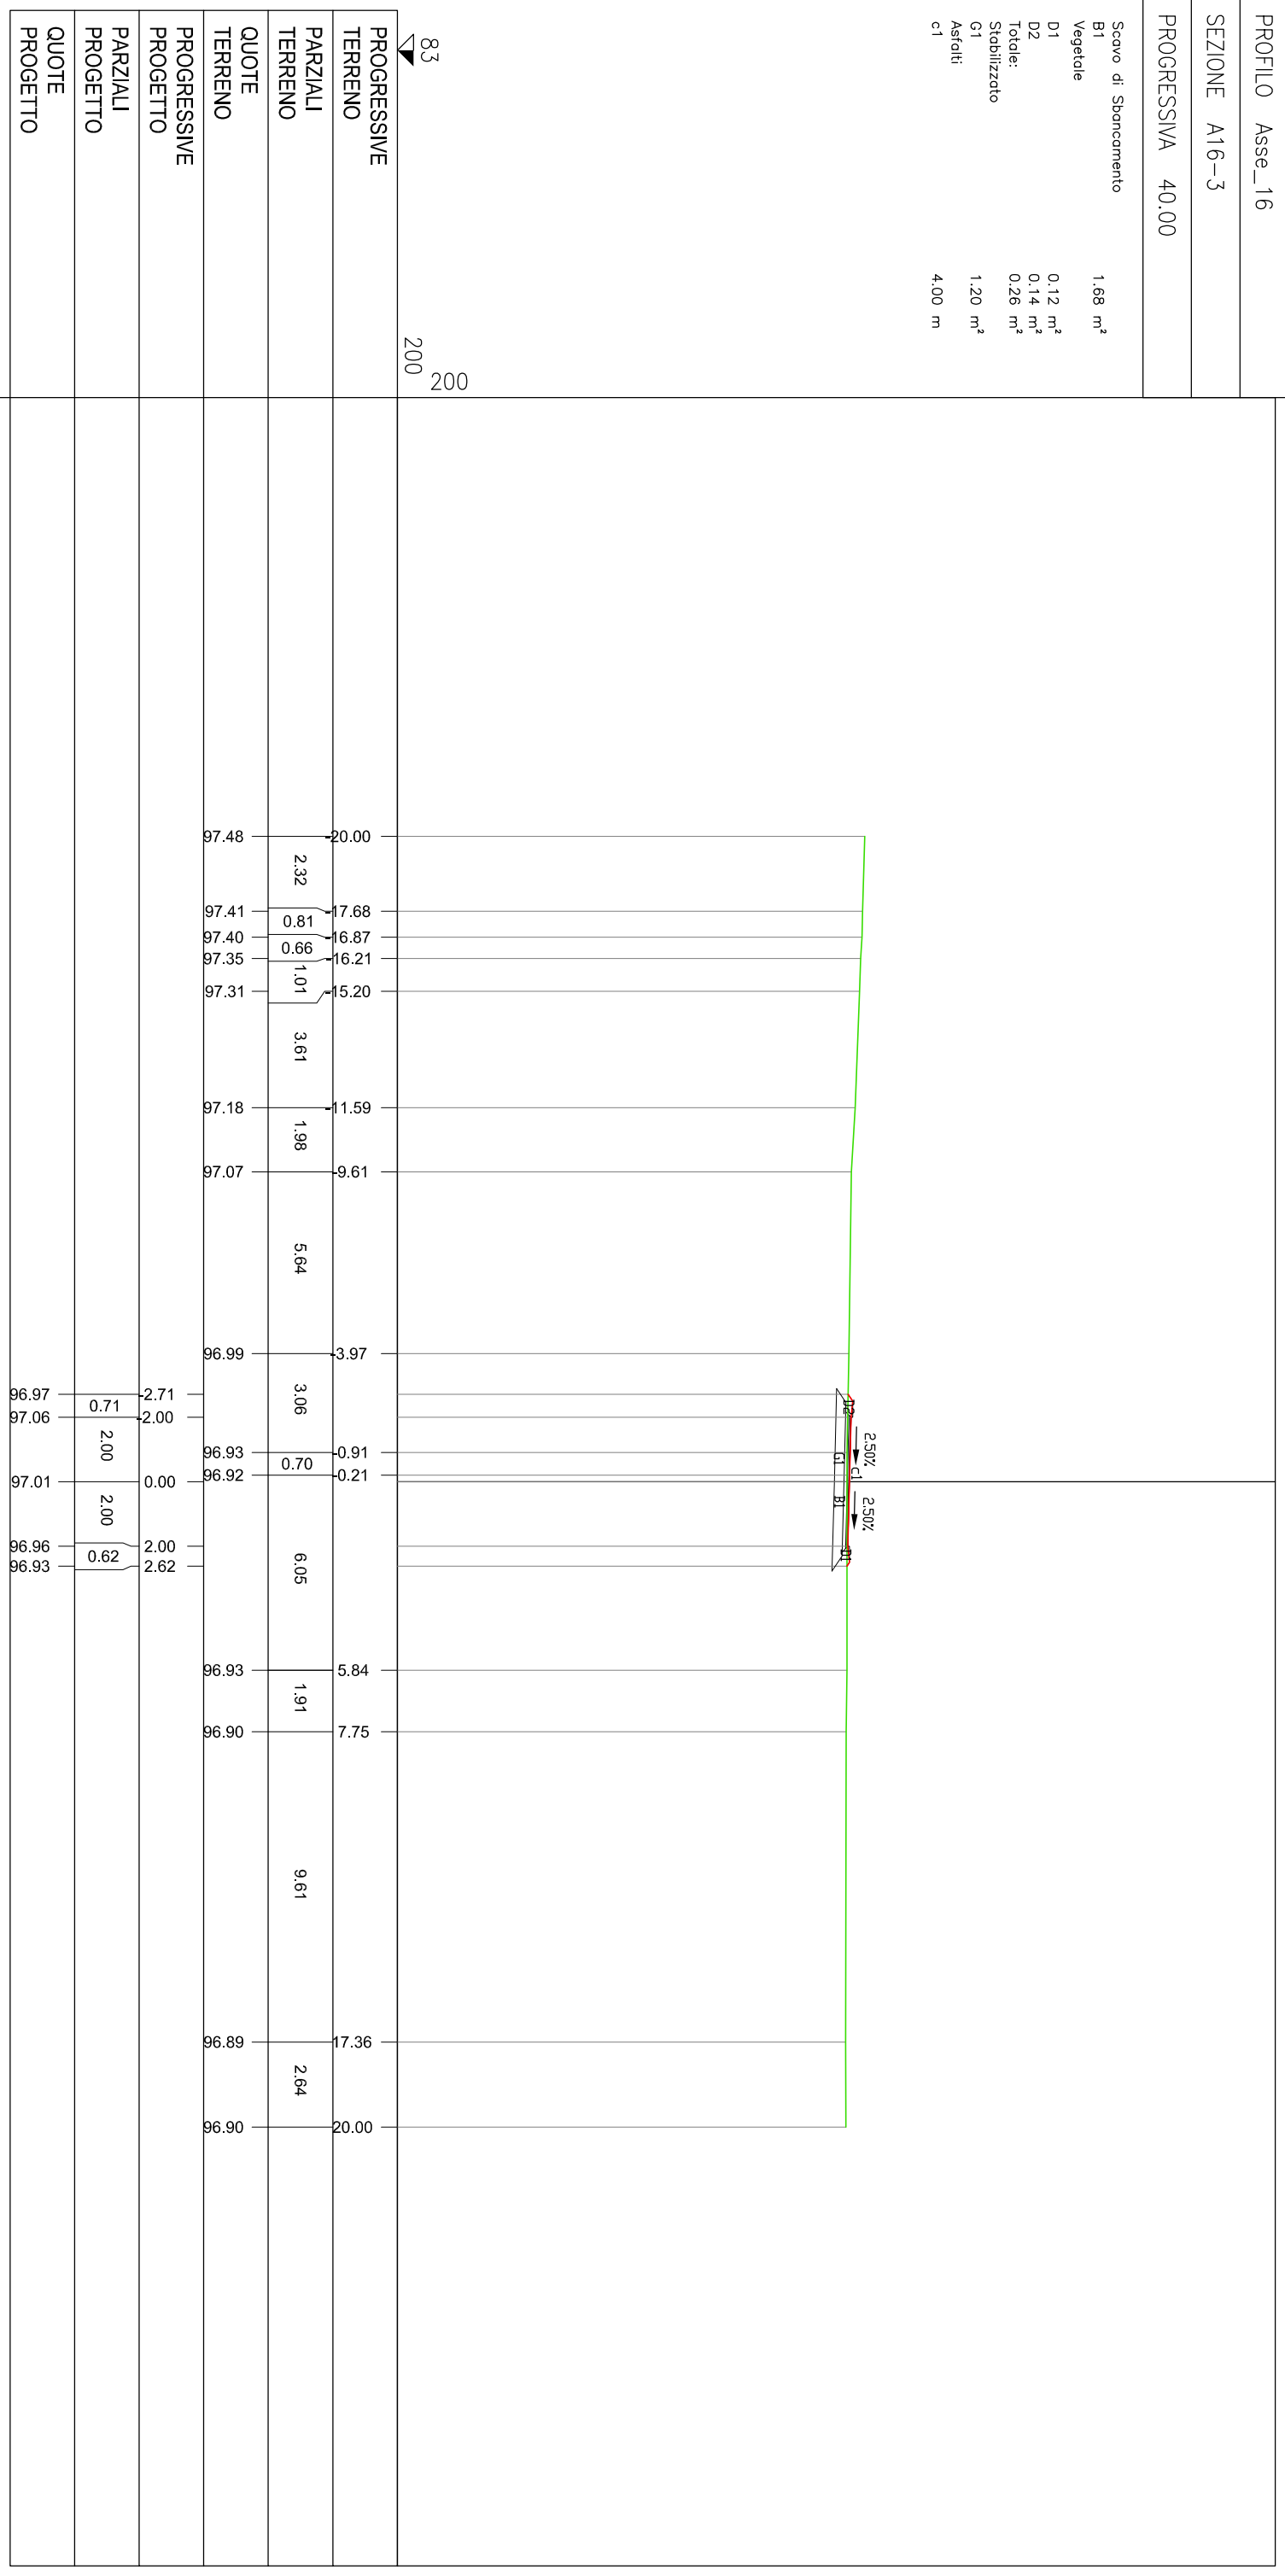 PROFILO Asse_16
SEZIONE A16-3
PROGRESSIVA 40.00
Scavo di Sbancamento
B1 1.68 m²
Vegetale
D1 0.12 m²
D2 0.14 m²
Totale: 0.26 m²
Stabilizzato
G1 1.20 m²
Asfalti
c1 4.00 m
2.50% 2.50%
c1
D2 G1 B1 D1
200
200
83
PROGRESSIVE
TERRENO
-20.00 -17.68 -16.87 -16.21 -15.20 -11.59 -9.61 -3.97 -0.91 -0.21 5.84 7.75 17.36 20.00
PARZIALI
TERRENO
2.32 0.81 0.66 1.01 3.61 1.98 5.64 3.06 0.70 6.05 1.91 9.61 2.64
QUOTE
TERRENO
97.48 97.41 97.40 97.35 97.31 97.18 97.07 96.99 96.93 96.92 96.93 96.90 96.89 96.90
PROGRESSIVE
PROGETTO
-2.71 -2.00 0.00 2.00 2.62
PARZIALI
PROGETTO
0.71 2.00 2.00 0.62
QUOTE
PROGETTO
96.97 97.06 97.01 96.96 96.93